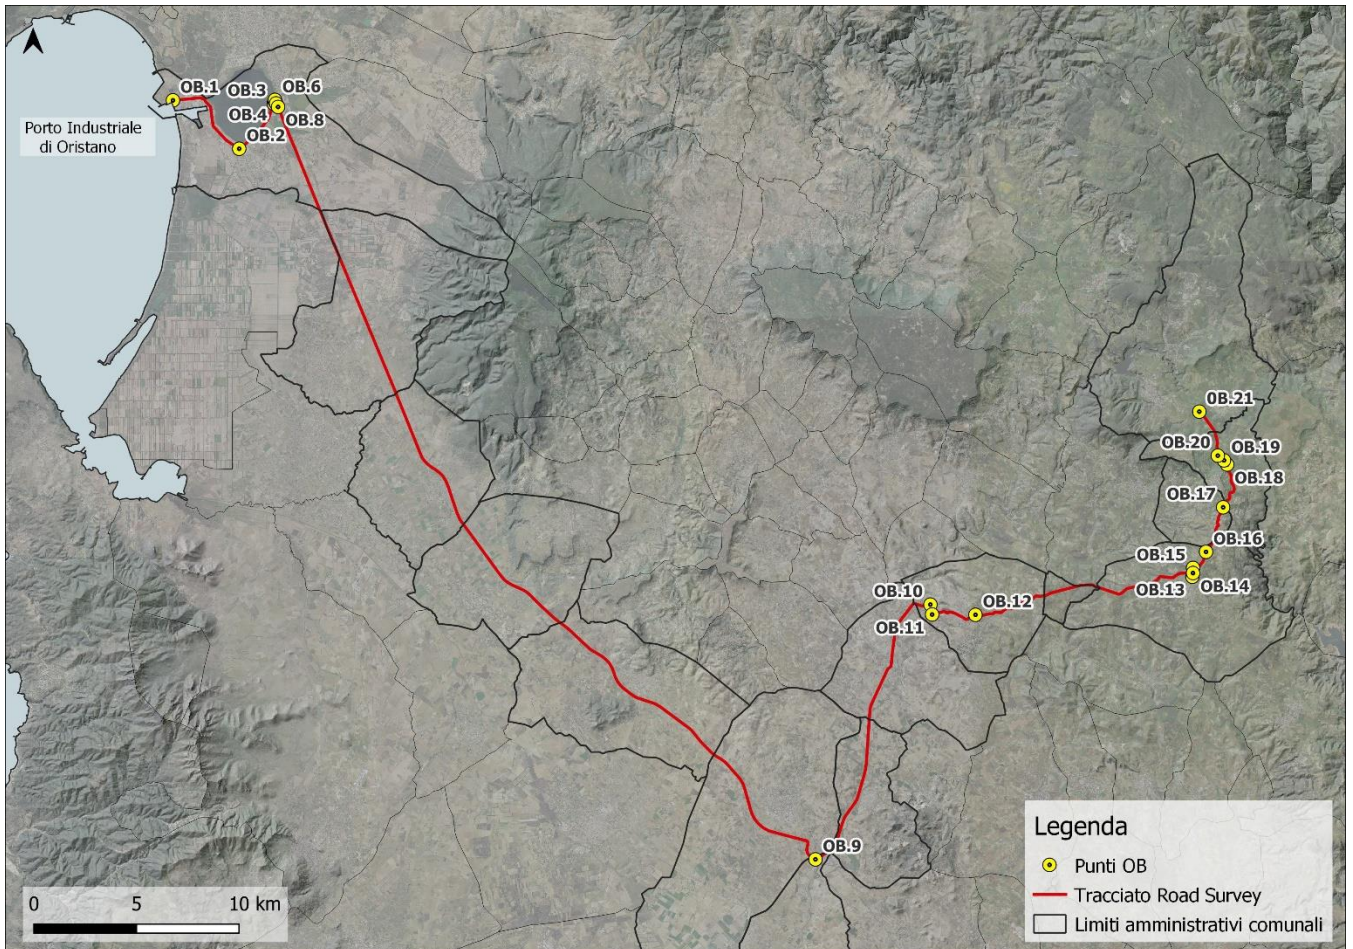 OB.1
OB.3
OB.6
OB.4
OB.8
OB.2
Porto Industriale
di Oristano
0B.21
OB.20
OB.19
OB.18
OB.17
OB.16
OB.15
OB.13
OB.14
OB.10
OB.12
OB.11
OB.9
Legenda
Punti OB
Tracciato Road Survey
Limiti amministrativi comunali
0 5 10 km